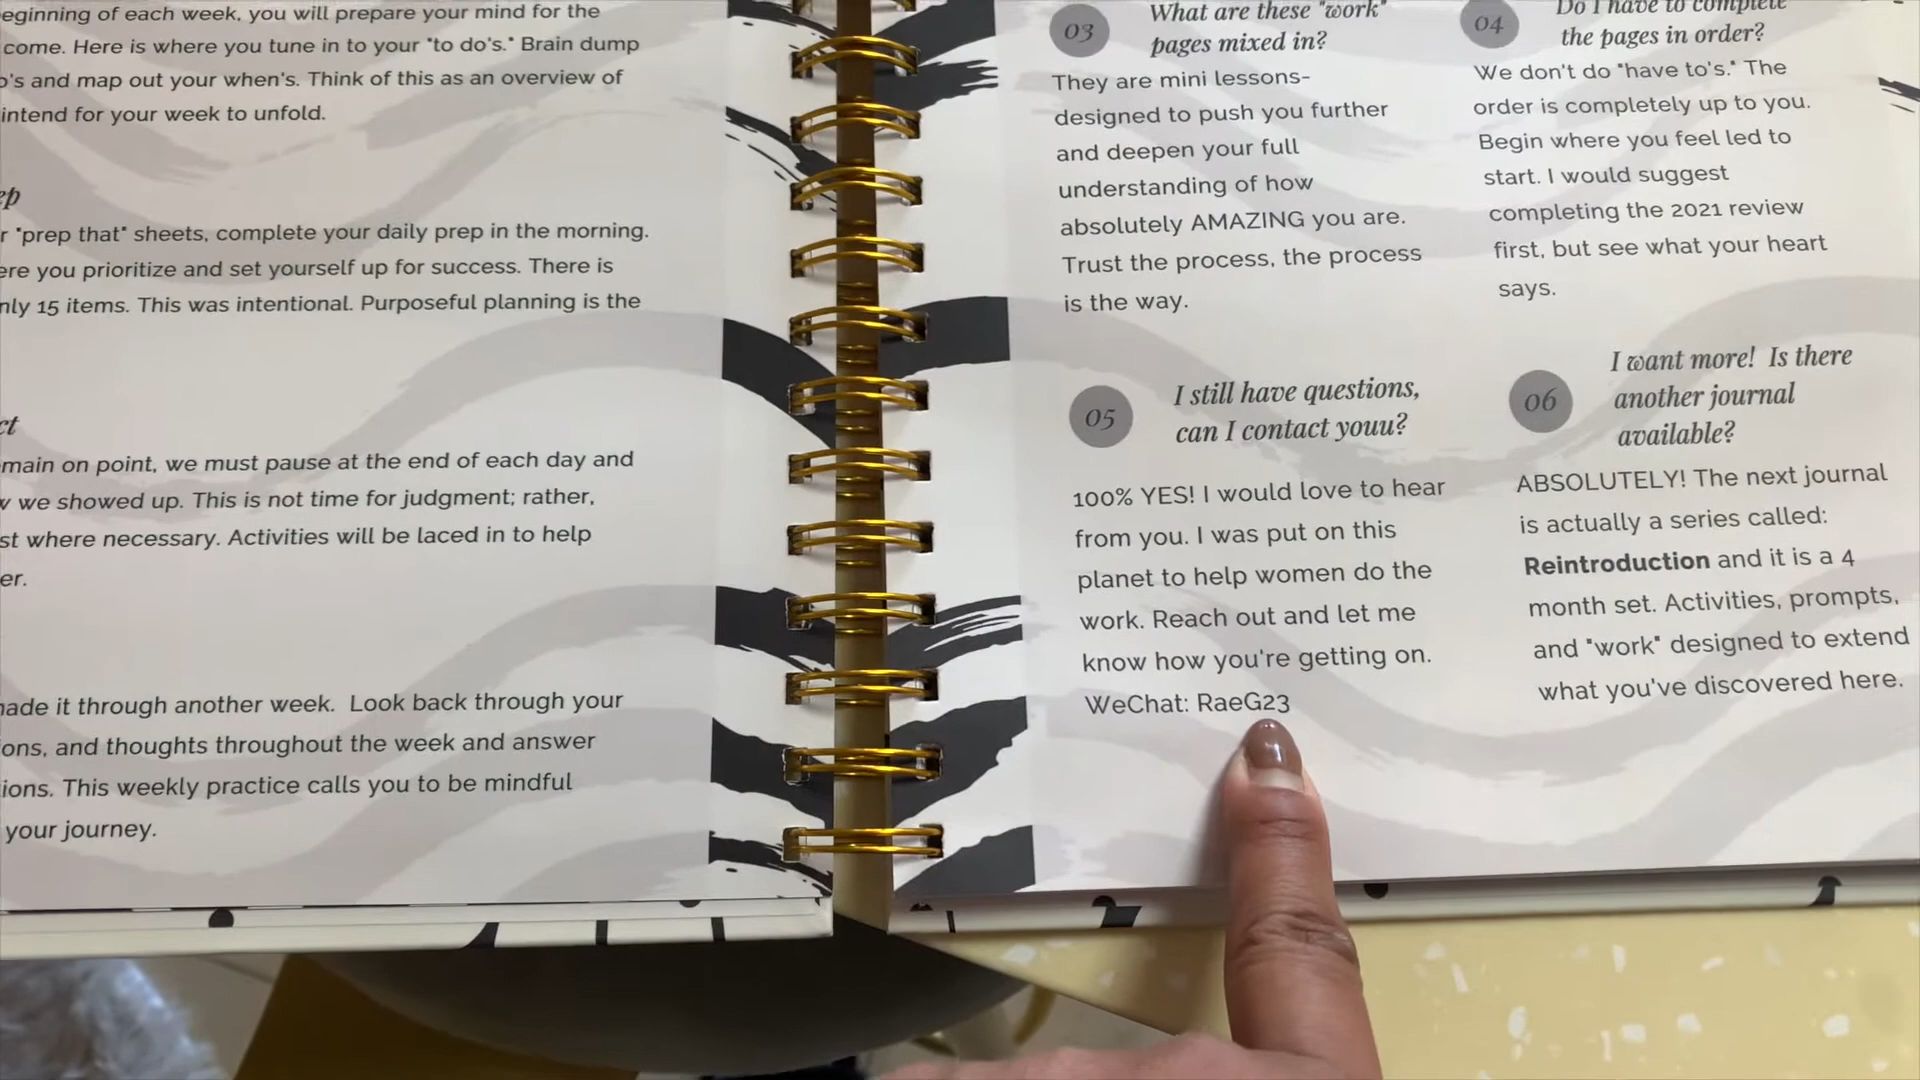 eginning of each week, you will prepare your mind for the
come. Here is where you tune in to your "to do's." Brain dump
o's and map out your when's. Think of this as an overview of
intend for your week to unfold.
ep
r "prep that" sheets, complete your daily prep in the morning.
ere you prioritize and set yourself up for success. There is
nly 15 items. This was intentional. Purposeful planning is the
ct
main on point, we must pause at the end of each day and
w we showed up. This is not time for judgment; rather,
st where necessary. Activities will be laced in to help
er.
made it through another week. Look back through your
ons, and thoughts throughout the week and answer
ions. This weekly practice calls you to be mindful
your journey.
03
What are these "work"
pages mixed in?
They are mini lessons-
designed to push you further
and deepen your full
understanding of how
absolutely AMAZING you are.
Trust the process, the process
is the way.
04
Do I have to complete
the pages in order?
We don't do "have to's." The
order is completely up to you.
Begin where you feel led to
start. I would suggest
completing the 2021 review
first, but see what your heart
says.
05
I still have questions,
can I contact youu?
100% YES! I would love to hear
from you. I was put on this
planet to help women do the
work. Reach out and let me
know how you're getting on.
WeChat: RaeG23
06
I want more! Is there
another journal
available?
ABSOLUTELY! The next journal
is actually a series called:
Reintroduction and it is a 4
month set. Activities, prompts,
and "work" designed to extend
what you've discovered here.